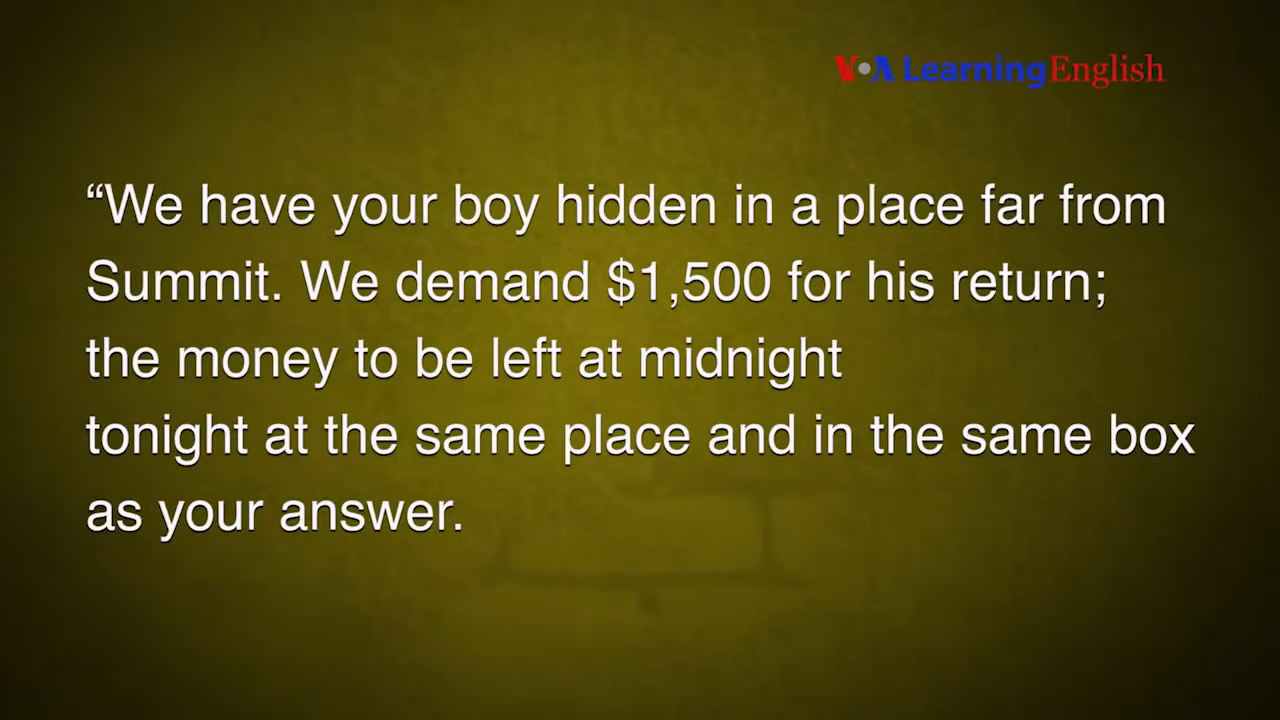 VOA Learning English
“We have your boy hidden in a place far from
Summit. We demand $1,500 for his return;
the money to be left at midnight
tonight at the same place and in the same box
as your answer.